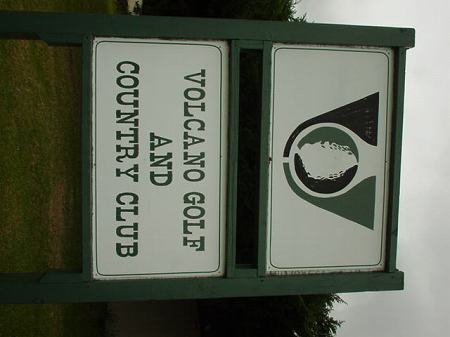 VOLCANO GOLF
AND
COUNTRY CLUB